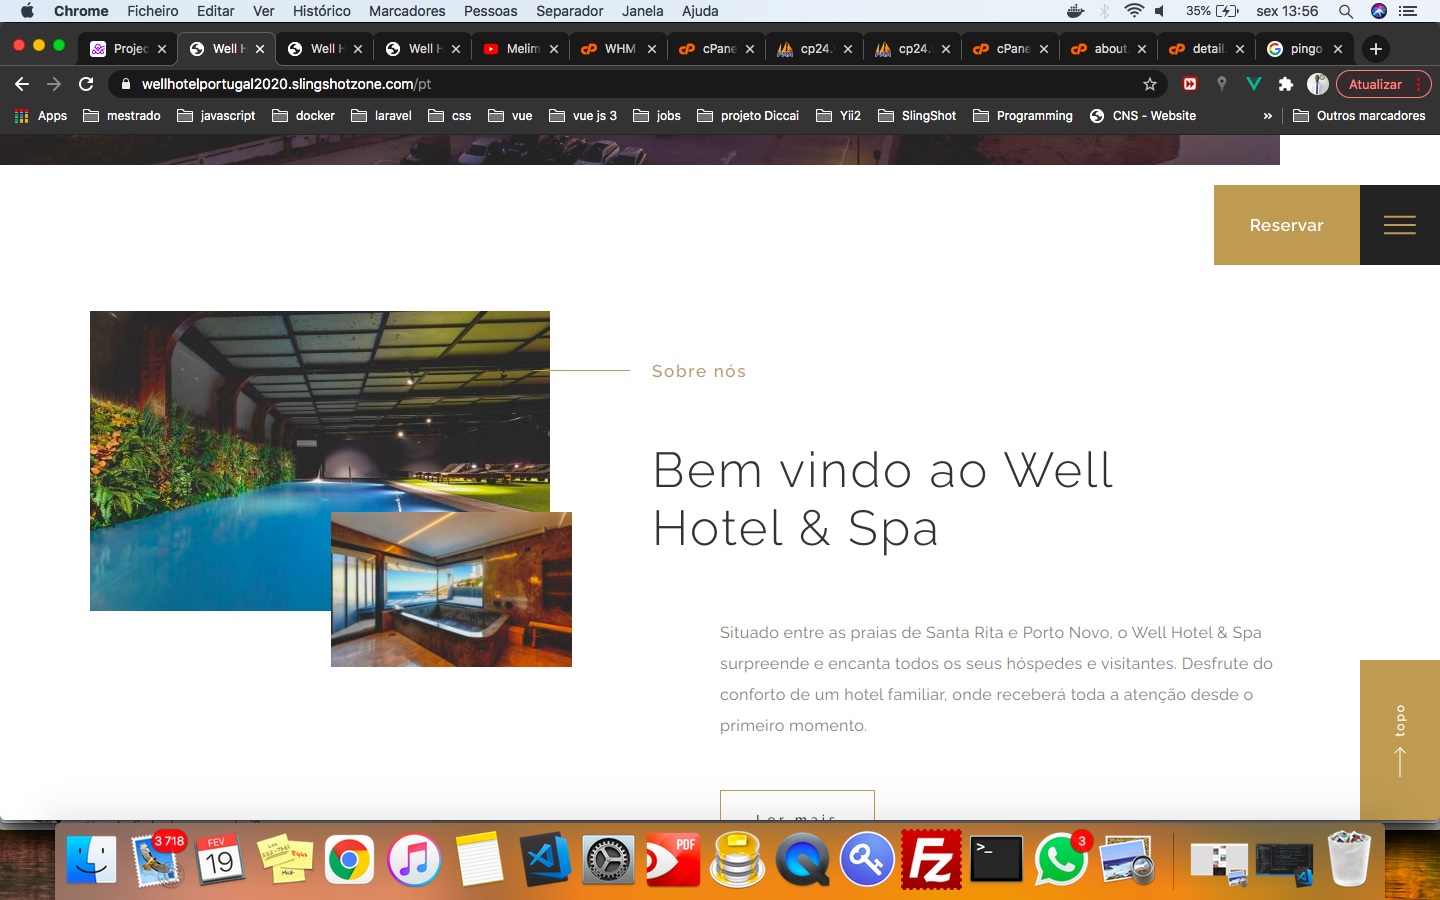 Chrome Ficheiro Editar Ver Histórico Marcadores Pessoas Separador Janela Ajuda 35% sex 13:56
Projec Well H Well H Well H Melim WHM cPane cp24. cp24. cPane about detail. pingo
wellhotelportugal2020.slingshotzone.com/pt Atualizar
Apps mestrado javascript docker laravel css vue vue js 3 jobs projeto Diccai Yii2 SlingShot Programming CNS - Website » Outros marcadores
Reservar
Sobre nós
Bem vindo ao Well
Hotel & Spa
Situado entre as praias de Santa Rita e Porto Novo, o Well Hotel & Spa
surpreende e encanta todos os seus hóspedes e visitantes. Desfrute do
conforto de um hotel familiar, onde receberá toda a atenção desde o
primeiro momento.
topo
Ler mais
3 718
FEV
19
PDF
Fz
>_
3